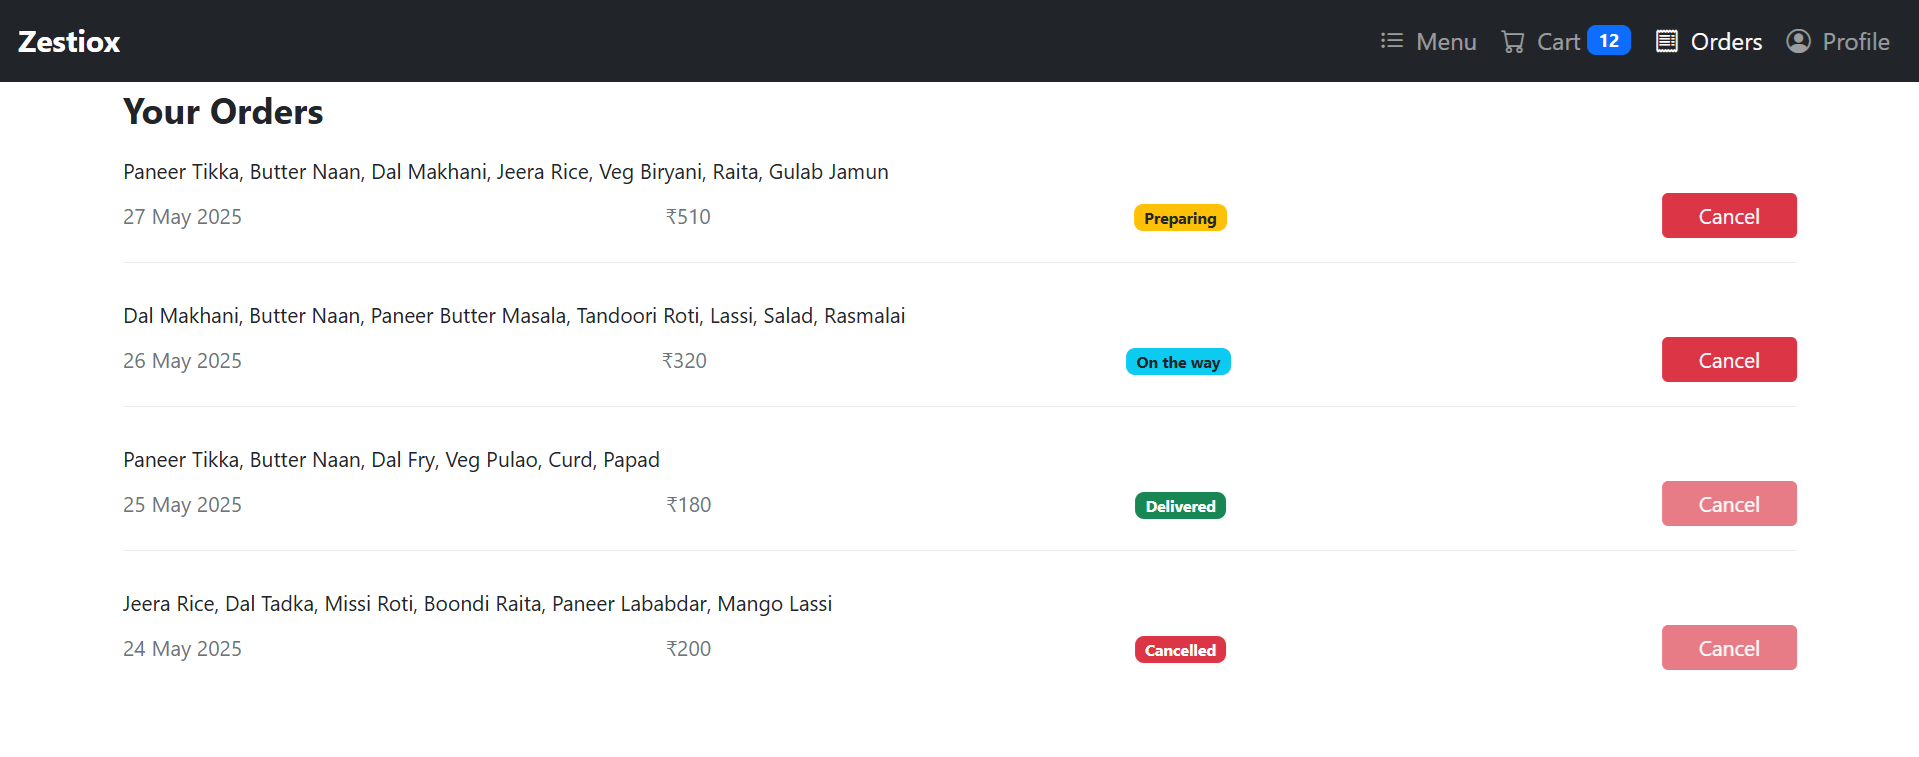 Zestiox Menu Cart 12 Orders Profile
Your Orders
Paneer Tikka, Butter Naan, Dal Makhani, Jeera Rice, Veg Biryani, Raita, Gulab Jamun
27 May 2025 ₹510 Preparing Cancel
Dal Makhani, Butter Naan, Paneer Butter Masala, Tandoori Roti, Lassi, Salad, Rasmalai
26 May 2025 ₹320 On the way Cancel
Paneer Tikka, Butter Naan, Dal Fry, Veg Pulao, Curd, Papad
25 May 2025 ₹180 Delivered Cancel
Jeera Rice, Dal Tadka, Missi Roti, Boondi Raita, Paneer Lababdar, Mango Lassi
24 May 2025 ₹200 Cancelled Cancel